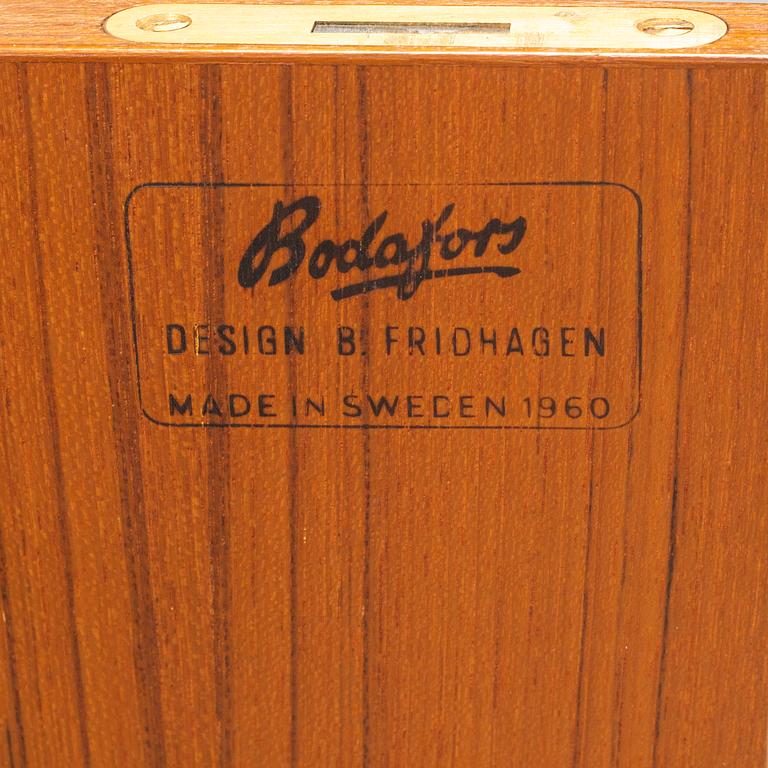 Bodafors
DESIGN B. FRIDHAGEN
MADE IN SWEDEN 1960